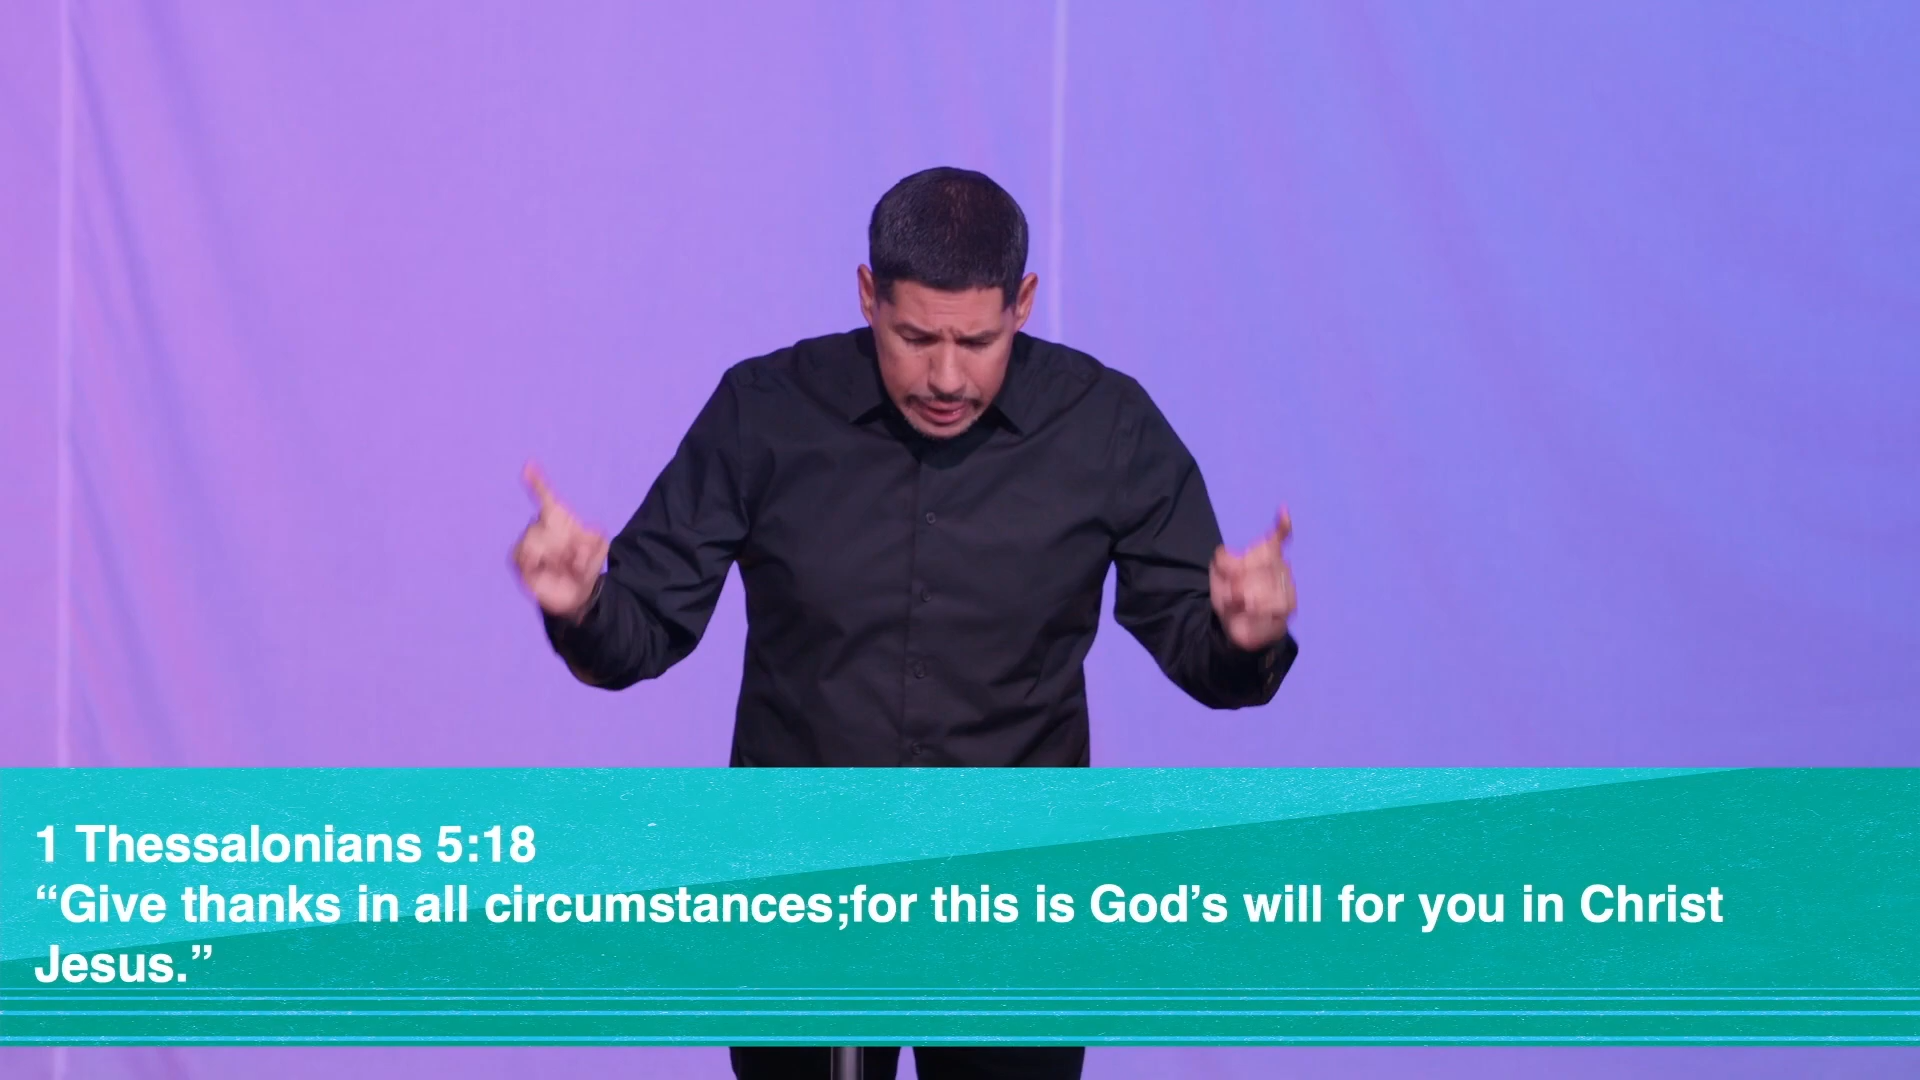 1 Thessalonians 5:18
“Give thanks in all circumstances;for this is God’s will for you in Christ
Jesus.”